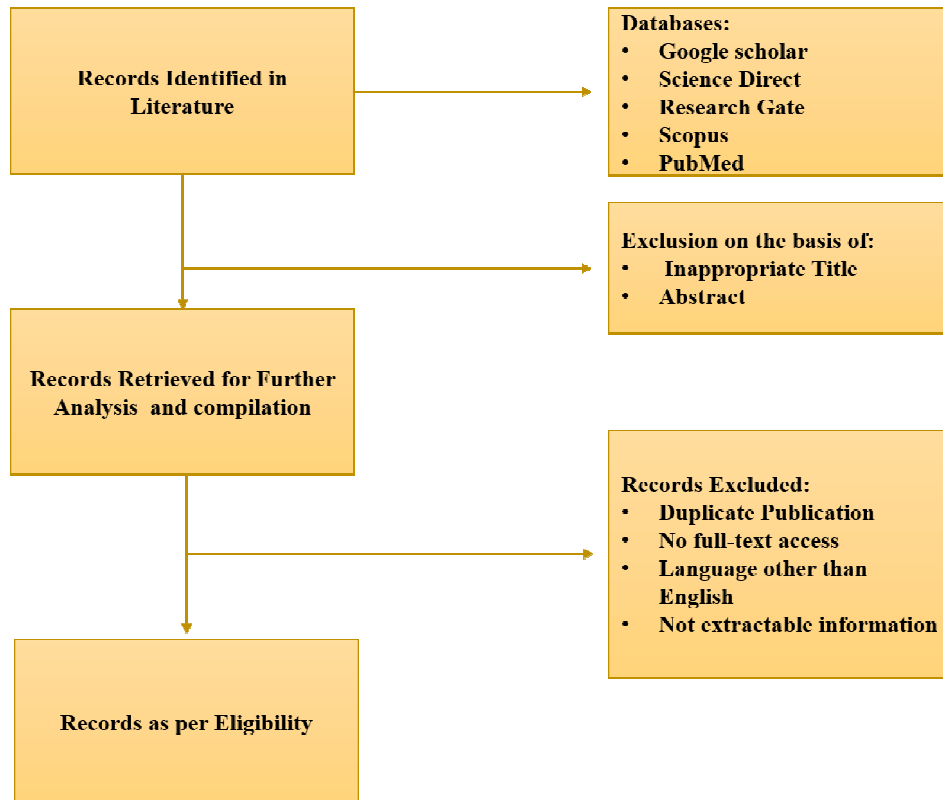 Records Identified in
Literature
Databases:
• Google scholar
• Science Direct
• Research Gate
• Scopus
• PubMed
Exclusion on the basis of:
• Inappropriate Title
• Abstract
Records Retrieved for Further
Analysis and compilation
Records Excluded:
• Duplicate Publication
• No full-text access
• Language other than
English
• Not extractable information
Records as per Eligibility